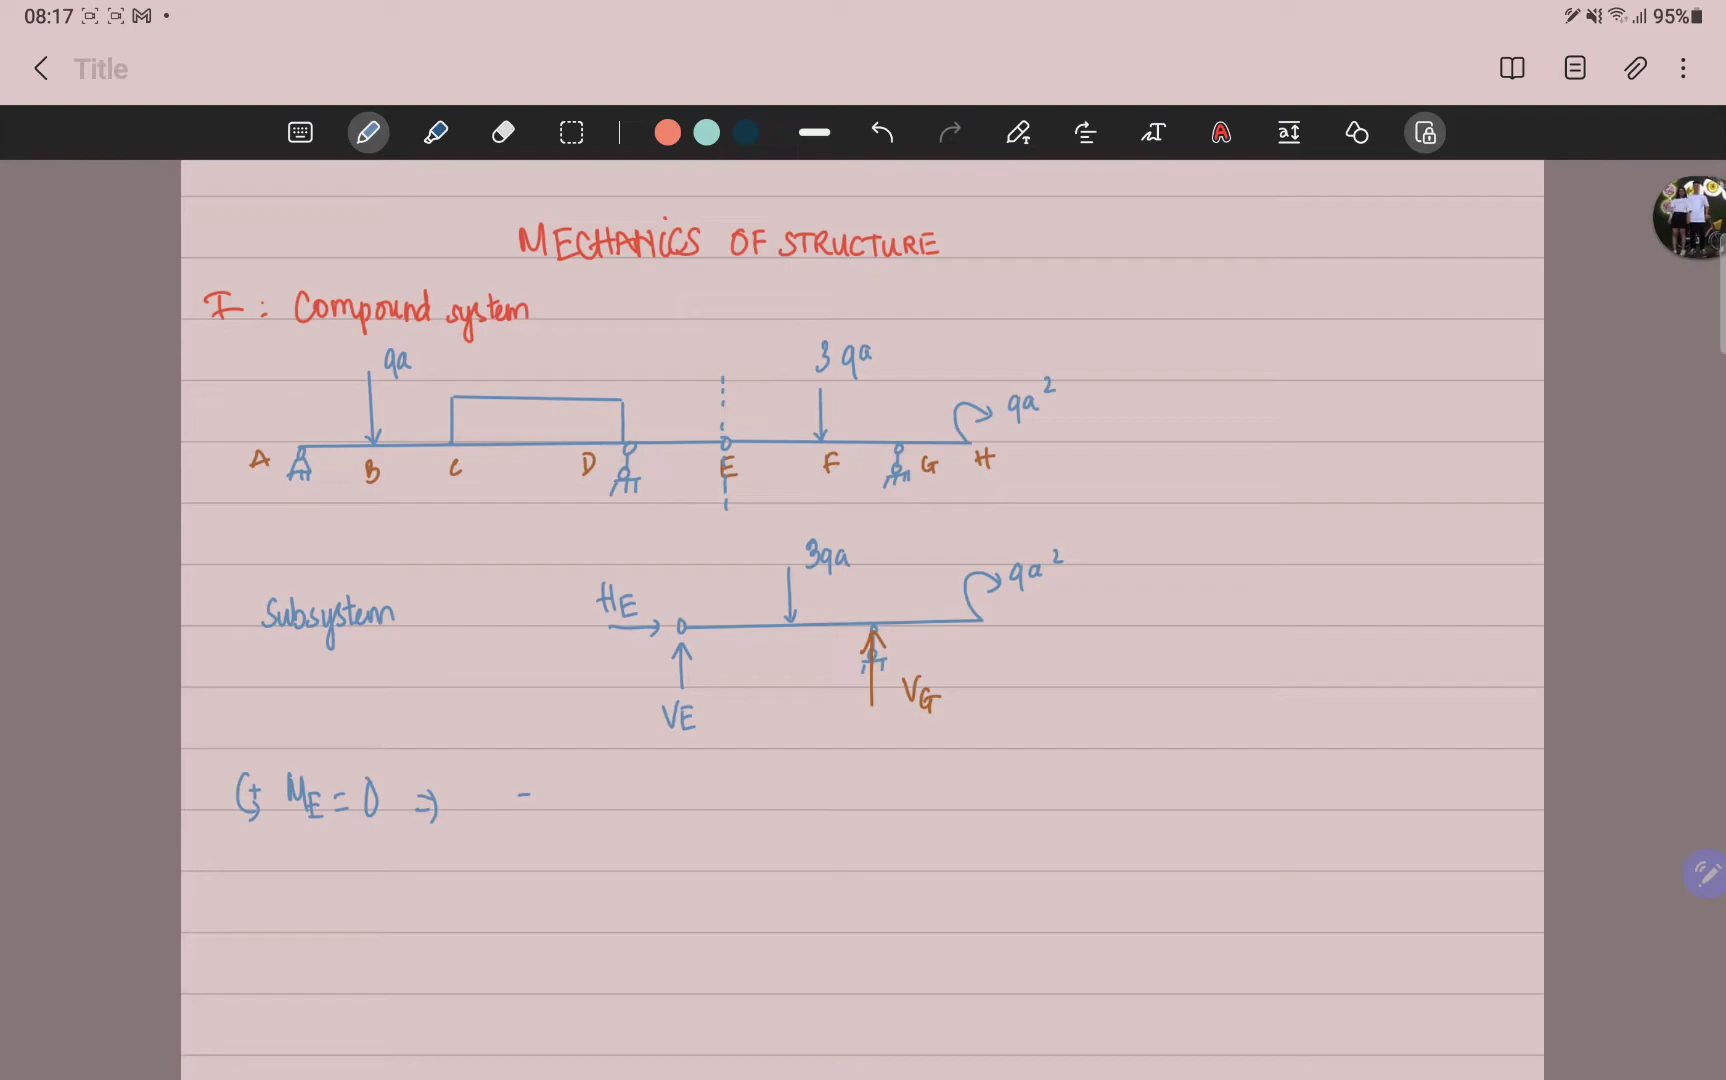 08:17 95%
Title
MECHANICS OF STRUCTURE
I : Compound system
qa 3 qa qa²
A B C D E F G H
3qa qa²
Subsystem HE
VE VG
(+ ME = 0 ⇒ -